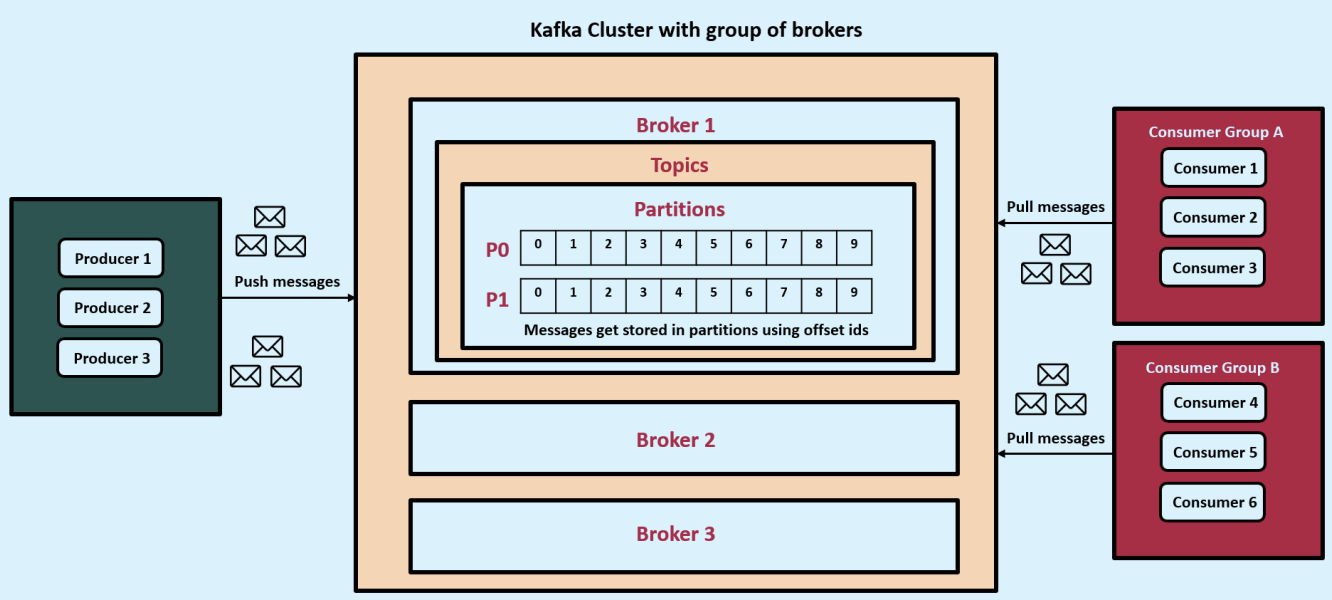 Kafka Cluster with group of brokers
Producer 1
Producer 2
Producer 3
Push messages
Broker 1
Topics
Partitions
P0 0 1 2 3 4 5 6 7 8 9
P1 0 1 2 3 4 5 6 7 8 9
Messages get stored in partitions using offset ids
Broker 2
Broker 3
Pull messages
Consumer Group A
Consumer 1
Consumer 2
Consumer 3
Pull messages
Consumer Group B
Consumer 4
Consumer 5
Consumer 6